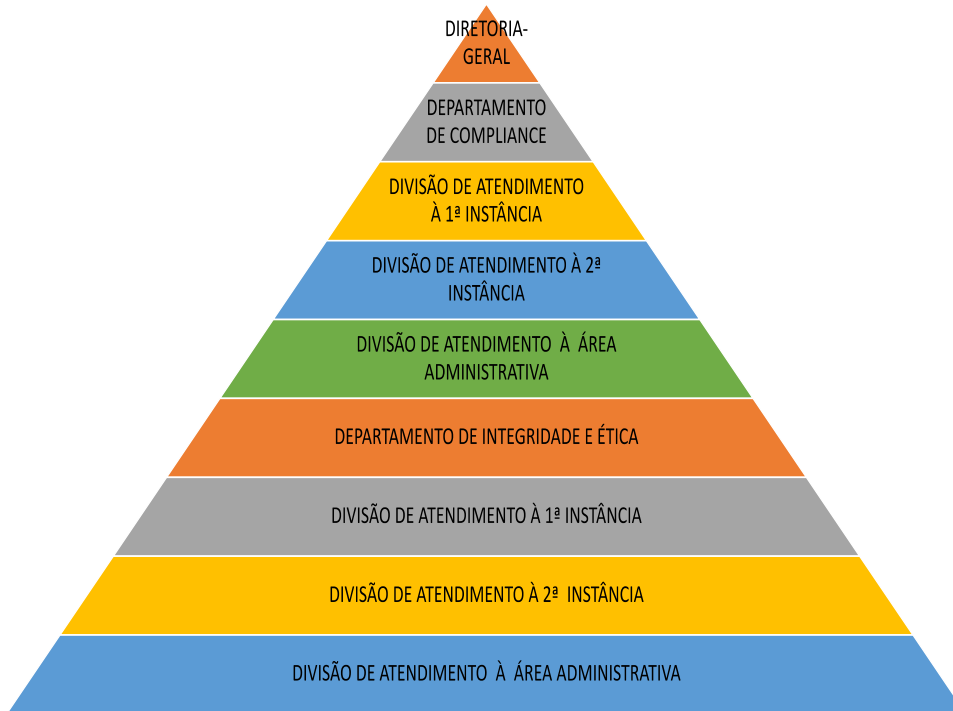 DIRETORIA-
GERAL
DEPARTAMENTO
DE COMPLIANCE
DIVISÃO DE ATENDIMENTO
À 1ª INSTÂNCIA
DIVISÃO DE ATENDIMENTO À 2ª
INSTÂNCIA
DIVISÃO DE ATENDIMENTO À ÁREA
ADMINISTRATIVA
DEPARTAMENTO DE INTEGRIDADE E ÉTICA
DIVISÃO DE ATENDIMENTO À 1ª INSTÂNCIA
DIVISÃO DE ATENDIMENTO À 2ª INSTÂNCIA
DIVISÃO DE ATENDIMENTO À ÁREA ADMINISTRATIVA